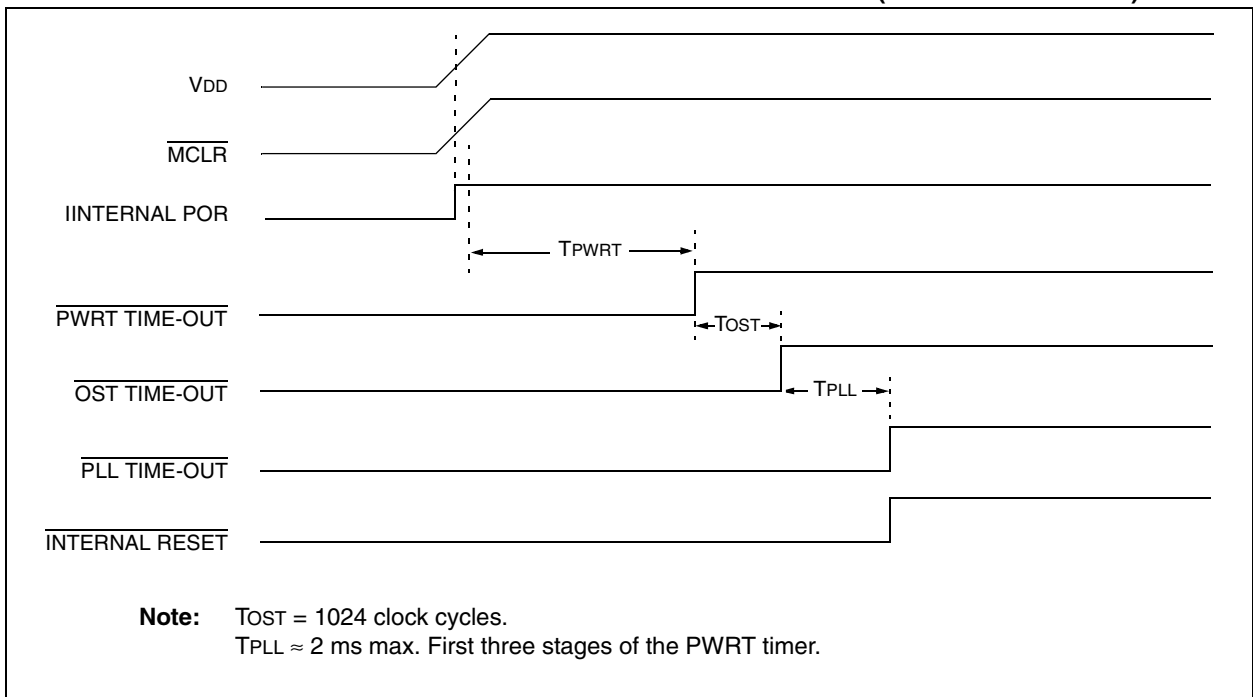 VDD
MCLR
IINTERNAL POR
TPWRT
PWRT TIME-OUT
TOST
OST TIME-OUT
TPLL
PLL TIME-OUT
INTERNAL RESET
Note: TOST = 1024 clock cycles.
TPLL ≈ 2 ms max. First three stages of the PWRT timer.